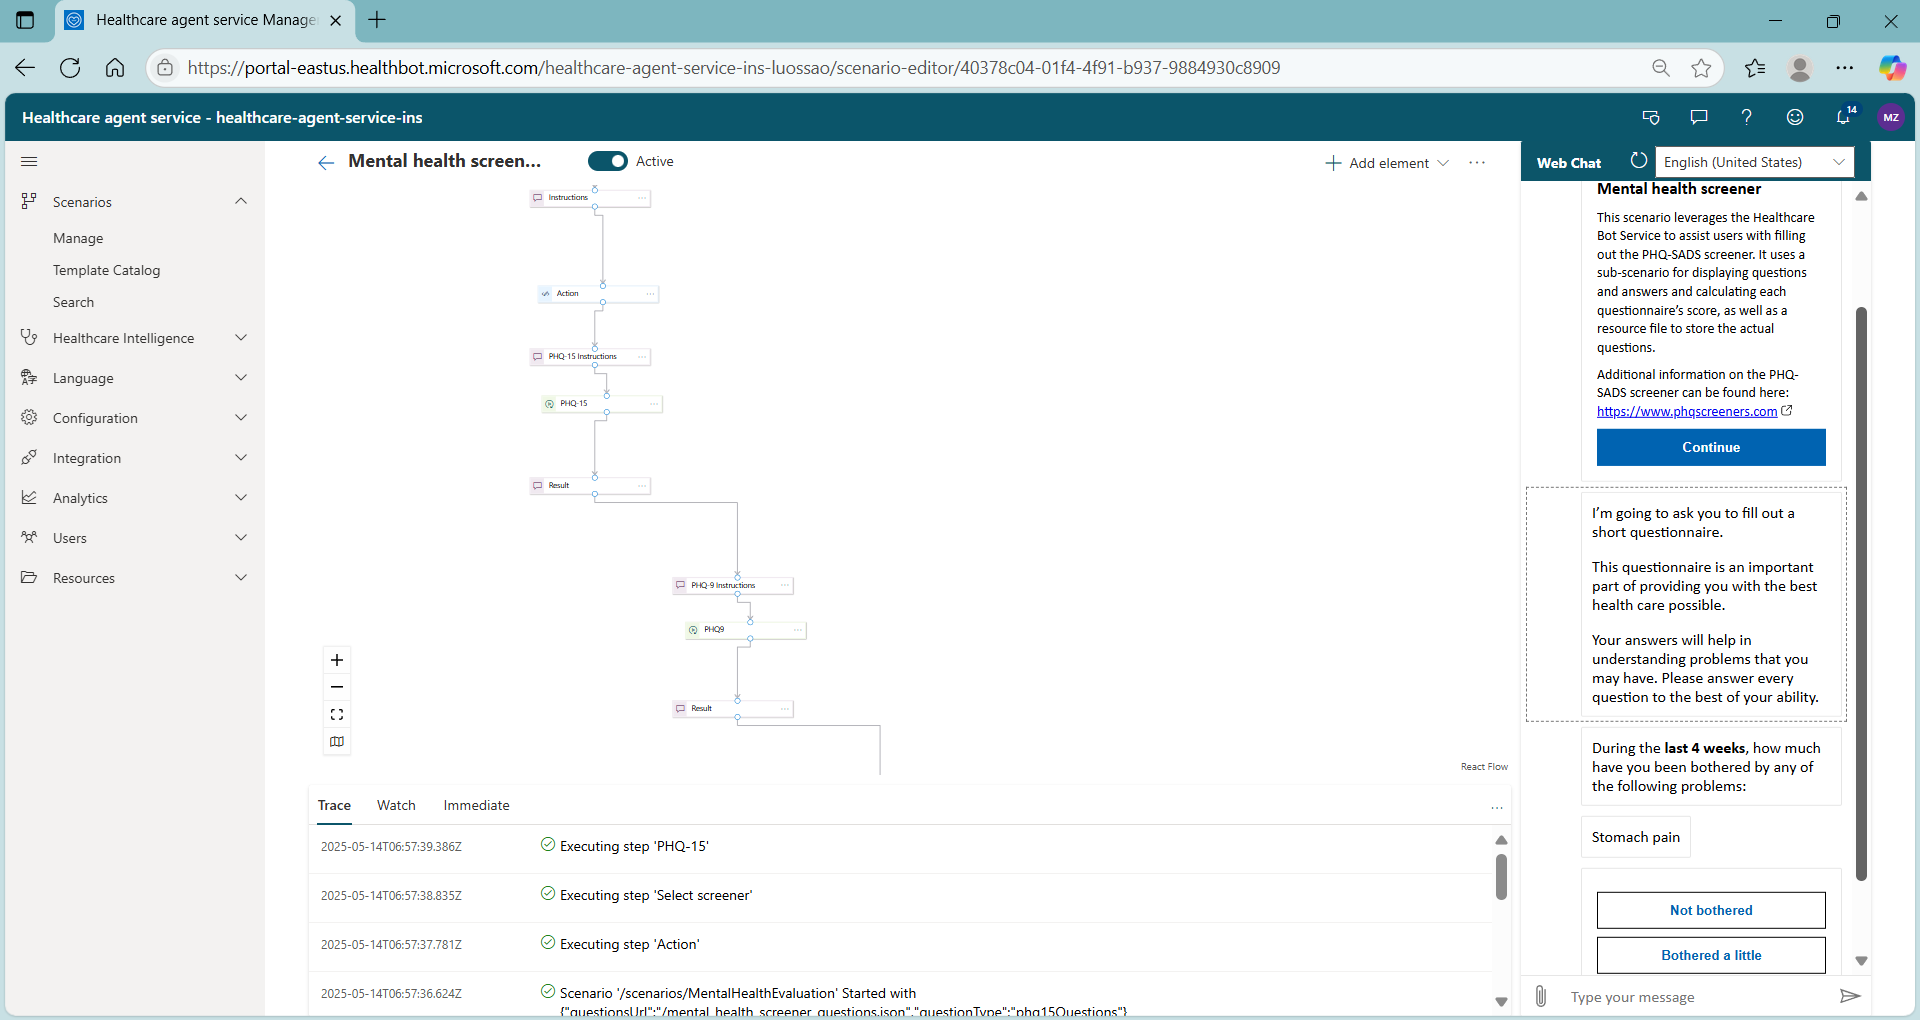 Healthcare agent service Manage
https://portal-eastus.healthbot.microsoft.com/healthcare-agent-service-ins-luossao/scenario-editor/40378c04-01f4-4f91-b937-9884930c8909
Healthcare agent service - healthcare-agent-service-ins
14
MZ
Scenarios
Manage
Template Catalog
Search
Healthcare Intelligence
Language
Configuration
Integration
Analytics
Users
Resources
Mental health screen...
Active
Add element
Instructions
Action
PHQ-15 Instructions
PHQ-15
Result
PHQ-9 Instructions
PHQ9
Result
React Flow
Trace Watch Immediate
2025-05-14T06:57:39.386Z Executing step 'PHQ-15'
2025-05-14T06:57:38.835Z Executing step 'Select screener'
2025-05-14T06:57:37.781Z Executing step 'Action'
2025-05-14T06:57:36.624Z Scenario '/scenarios/MentalHealthEvaluation' Started with
{"questionsUrl":"/mental_health_screener_questions.json","questionType":"phq15Questions"}
Web Chat
English (United States)
Mental health screener
This scenario leverages the Healthcare
Bot Service to assist users with filling
out the PHQ-SADS screener. It uses a
sub-scenario for displaying questions
and answers and calculating each
questionnaire's score, as well as a
resource file to store the actual
questions.
Additional information on the PHQ-
SADS screener can be found here:
https://www.phqscreeners.com
Continue
I'm going to ask you to fill out a
short questionnaire.
This questionnaire is an important
part of providing you with the best
health care possible.
Your answers will help in
understanding problems that you
may have. Please answer every
question to the best of your ability.
During the last 4 weeks, how much
have you been bothered by any of
the following problems:
Stomach pain
Not bothered
Bothered a little
Type your message